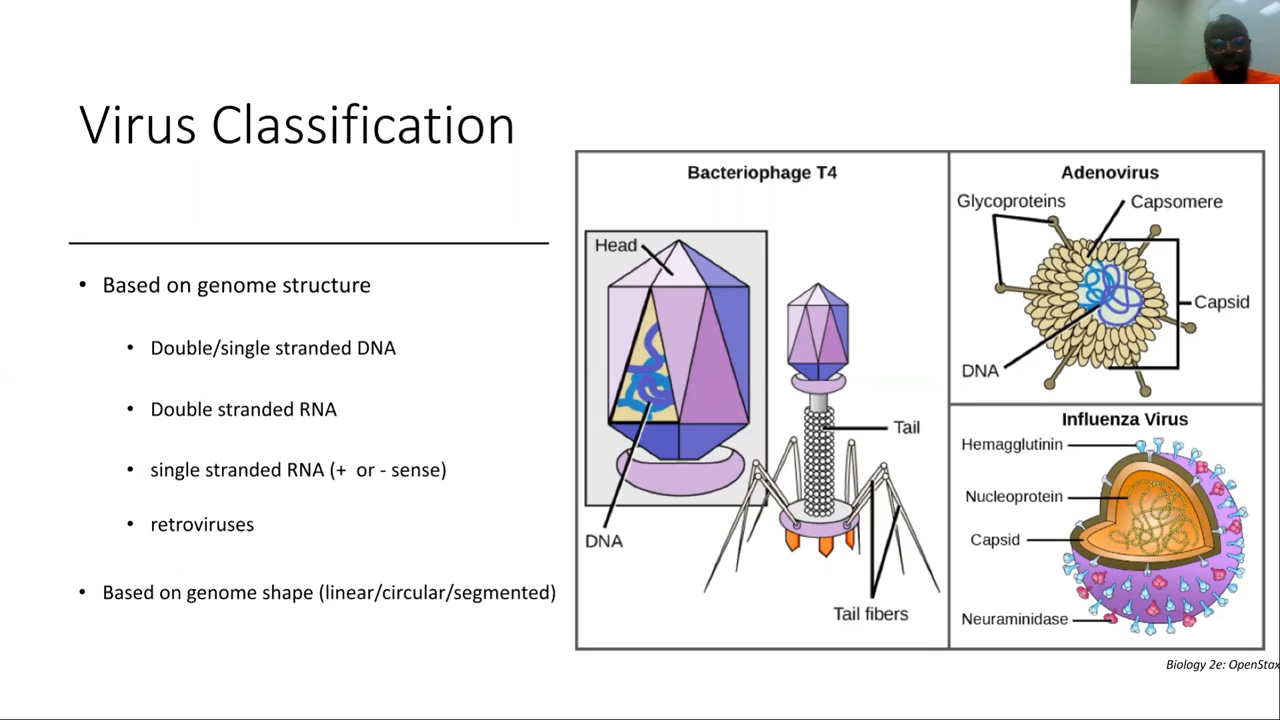 Virus Classification
• Based on genome structure
• Double/single stranded DNA
• Double stranded RNA
• single stranded RNA (+ or - sense)
• retroviruses
• Based on genome shape (linear/circular/segmented)
Bacteriophage T4
Head
DNA
Tail
Tail fibers
Adenovirus
Glycoproteins
Capsomere
Capsid
DNA
Influenza Virus
Hemagglutinin
Nucleoprotein
Capsid
Neuraminidase
Biology 2e: OpenStax